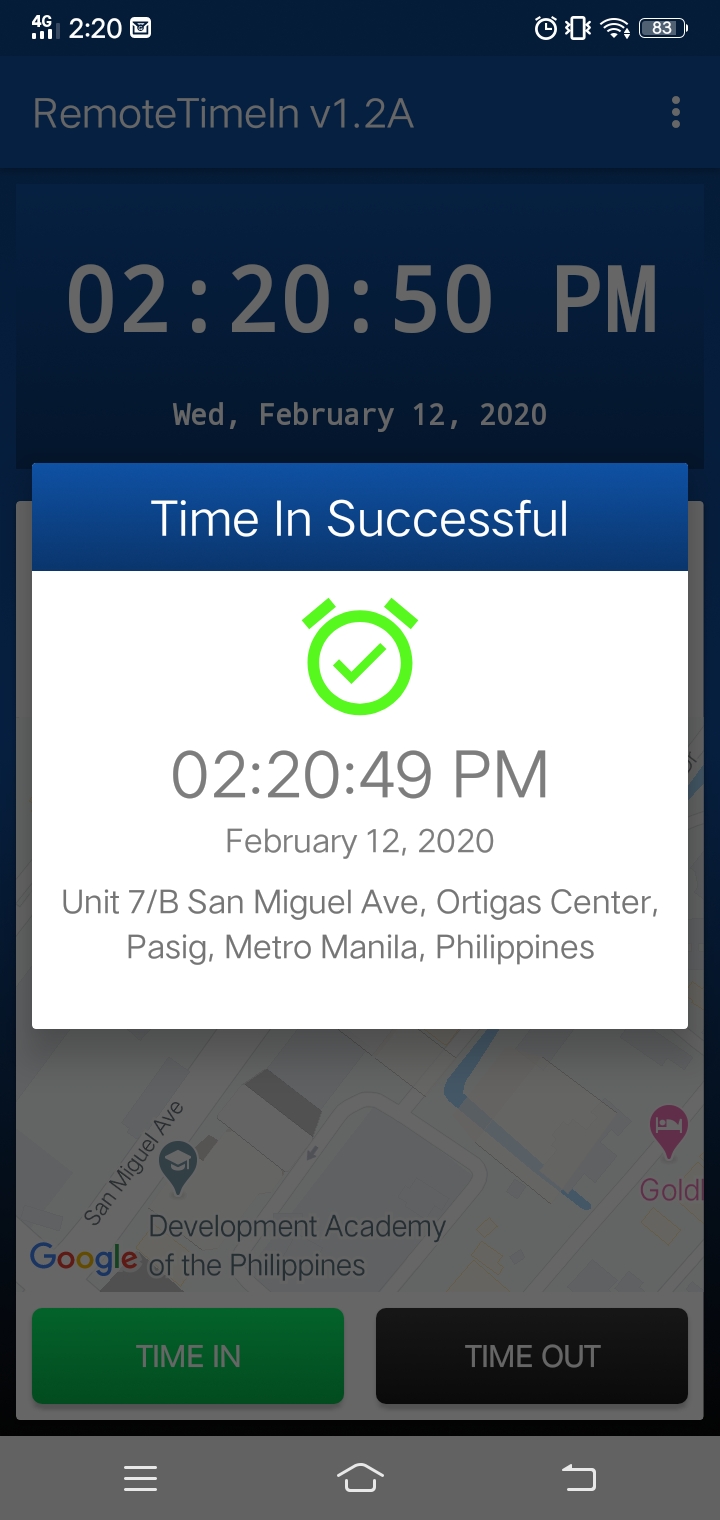 4G 2:20 83
RemoteTimeIn v1.2A
02:20:50 PM
Wed, February 12, 2020
Time In Successful
02:20:49 PM
February 12, 2020
Unit 7/B San Miguel Ave, Ortigas Center,
Pasig, Metro Manila, Philippines
San Miguel Ave
Goldl
Development Academy
of the Philippines
Google
TIME IN TIME OUT